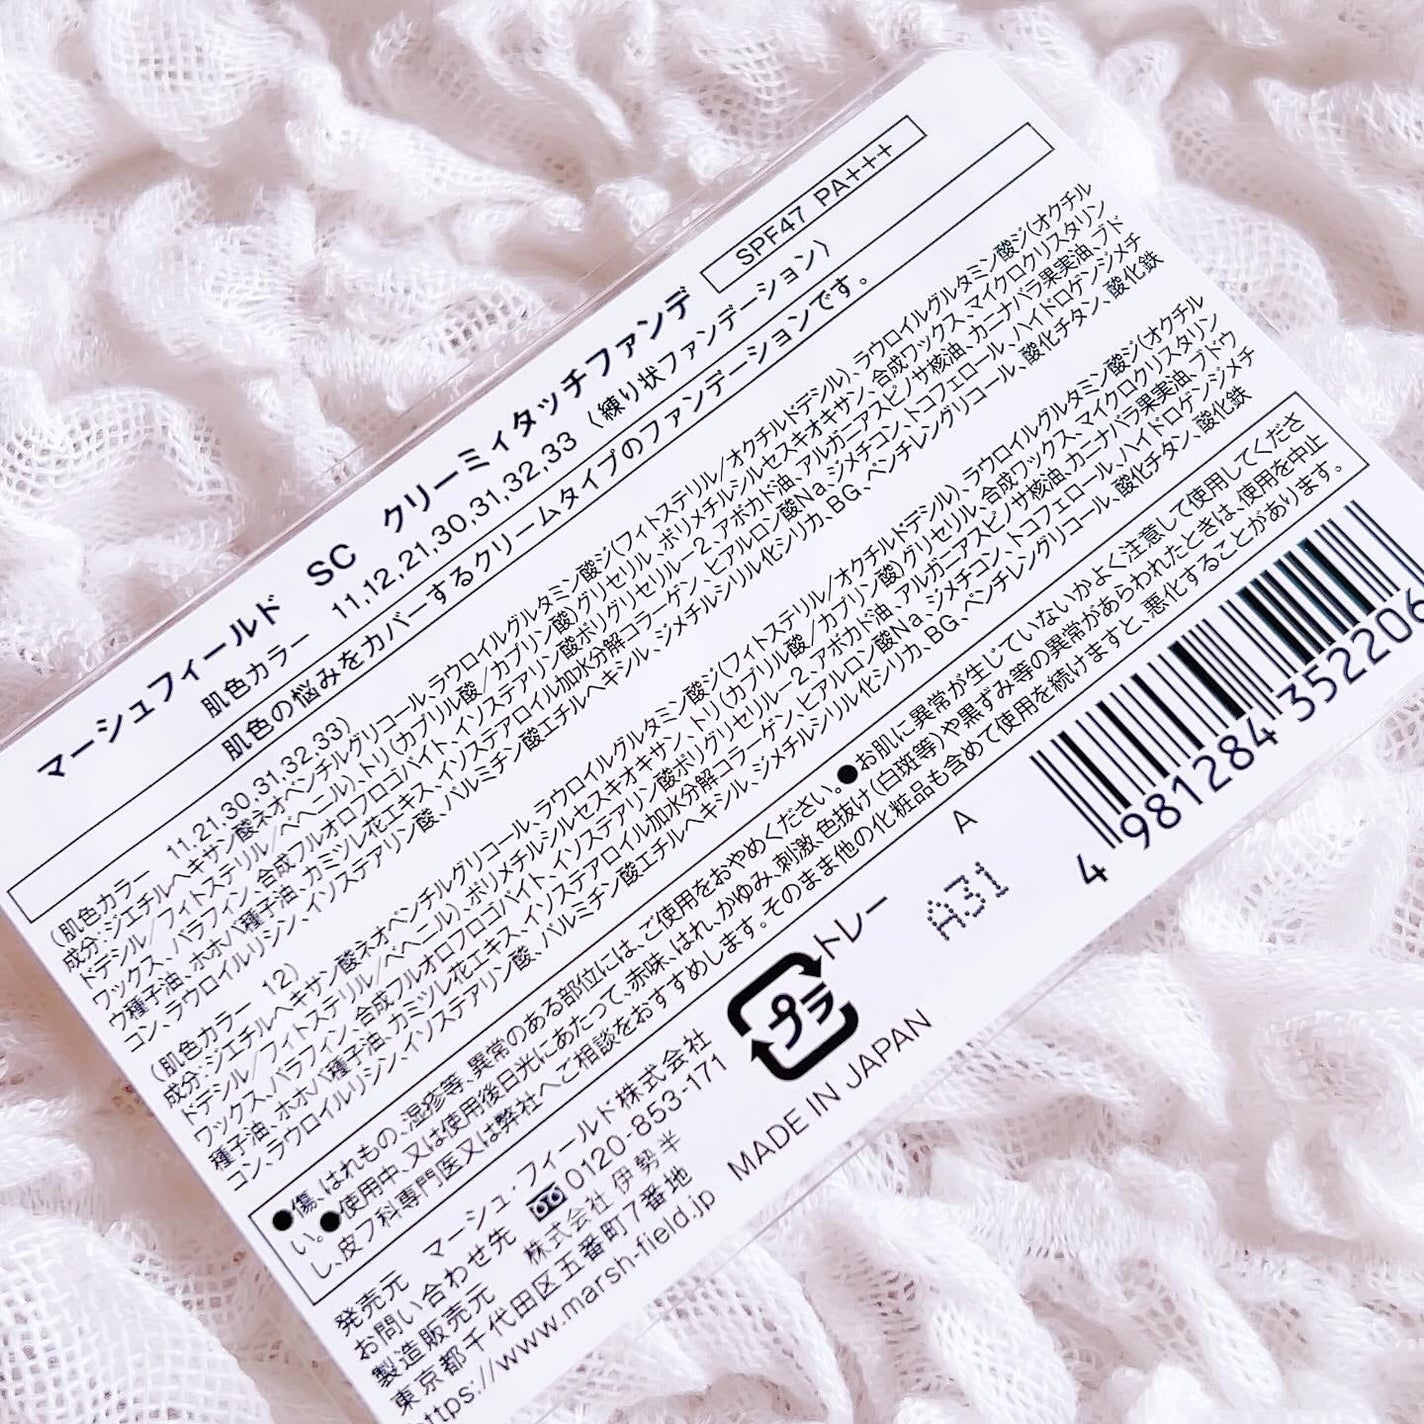 マーシュフィールド　SC　クリーミィタッチファンデ
SPF47 PA+++
肌色カラー　11,12,21,30,31,32,33〈練り状ファンデーション〉
肌色の悩みをカバーするクリームタイプのファンデーションです。
(肌色カラー　11,21,30,31,32,33)
成分:ジエチルヘキサン酸ネオペンチルグリコール、ラウロイルグルタミン酸ジ(フィトステリル/オクチルドデシル)、ラウロイルグルタミン酸ジ(オクチル
ドデシル/フィトステリル/ベヘニル)、トリ(カプリル酸/カプリン酸)グリセリル、ポリメチルシルセスキオキサン、合成ワックス、マイクロクリスタリン
ワックス、パラフィン、合成フルオロフロゴパイト、イソステアリン酸ポリグリセリル-2、アボカド油、アルガニアスピノサ核油、カニナバラ果実油、ブド
ウ種子油、ホホバ種子油、カミツレ花エキス、イソステアロイル加水分解コラーゲン、ヒアルロン酸Na、ジメチコン、トコフェロール、ハイドロゲンジメチ
コン、ラウロイルリシン、イソステアリン酸、パルミチン酸エチルヘキシル、ジメチルシリル化シリカ、BG、ペンチレングリコール、酸化チタン、酸化鉄
(肌色カラー　12)
成分:ジエチルヘキサン酸ネオペンチルグリコール、ラウロイルグルタミン酸ジ(フィトステリル/オクチルドデシル)、ラウロイルグルタミン酸ジ(オクチル
ドデシル/フィトステリル/ベヘニル)、ポリメチルシルセスキオキサン、トリ(カプリル酸/カプリン酸)グリセリル、合成ワックス、マイクロクリスタリン
ワックス、パラフィン、合成フルオロフロゴパイト、イソステアリン酸ポリグリセリル-2、アボカド油、アルガニアスピノサ核油、カニナバラ果実油、ブドウ
種子油、ホホバ種子油、カミツレ花エキス、イソステアロイル加水分解コラーゲン、ヒアルロン酸Na、ジメチコン、トコフェロール、ハイドロゲンジメチ
コン、ラウロイルリシン、イソステアリン酸、パルミチン酸エチルヘキシル、ジメチルシリル化シリカ、BG、ペンチレングリコール、酸化チタン、酸化鉄
●傷、はれもの、湿疹等、異常のある部位には、ご使用をおやめください。●お肌に異常が生じていないかよく注意して使用してくださ
い。●使用中、又は使用後日光にあたって、赤味、はれ、かゆみ、刺激、色抜け(白斑等)や黒ずみ等の異常があらわれたときは、使用を中止
し、皮フ科専門医又は弊社へご相談をおすすめします。そのまま他の化粧品も含めて使用を続けますと、悪化することがあります。
発売元　マーシュ・フィールド株式会社
お問い合わせ先　0120-853-171
製造販売元　株式会社 伊勢半
東京都千代田区五番町7番地
https://www.marsh-field.jp
プラ
トレー
MADE IN JAPAN
A
A31
4 981284 352206